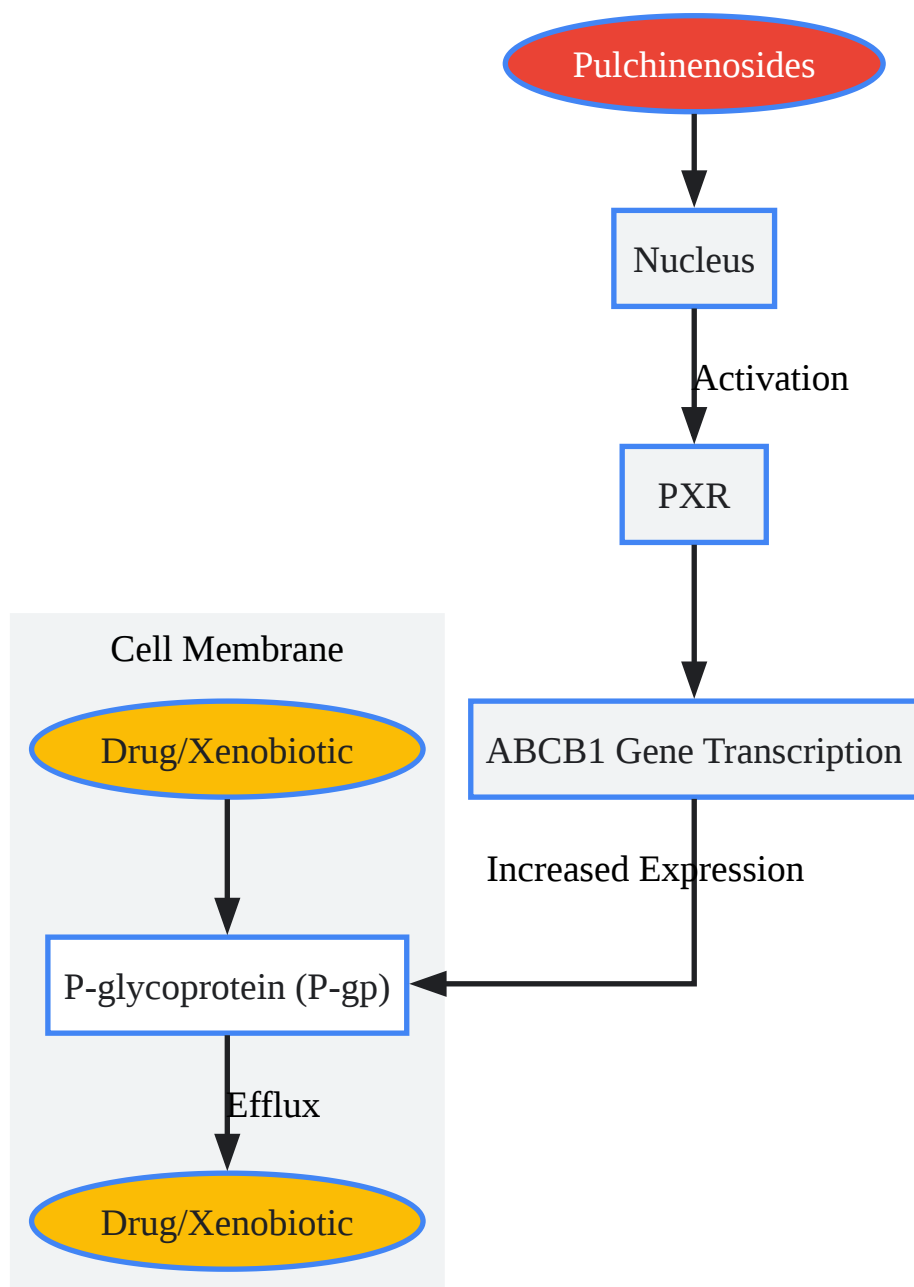 Pulchinenosides
Nucleus
Activation
PXR
Cell Membrane
Drug/Xenobiotic
ABCB1 Gene Transcription
Increased Expression
P-glycoprotein (P-gp)
Efflux
Drug/Xenobiotic